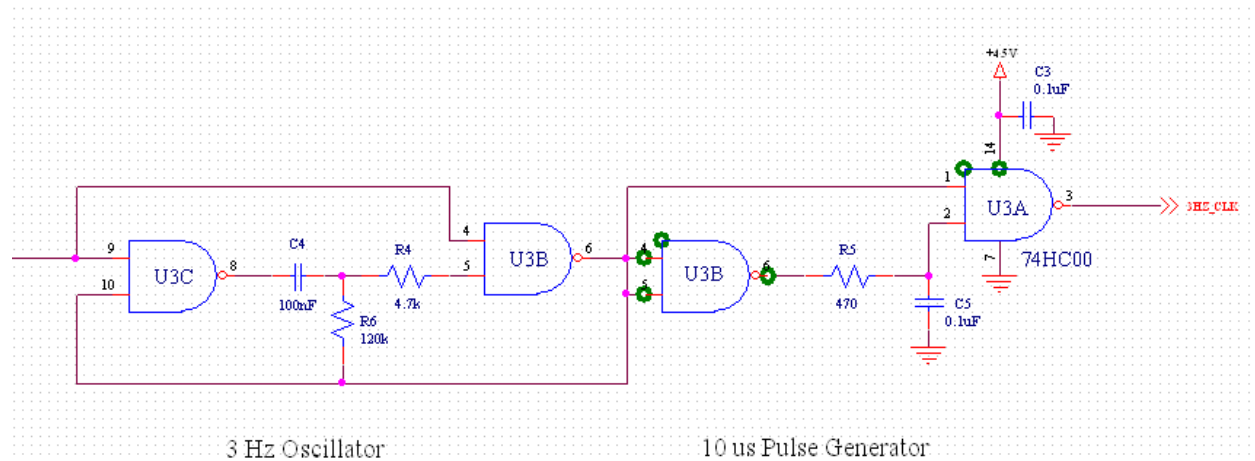 +4.5V
C3
0.1uF
14
1
2
U3A
3
3HZ_CLK
7
74HC00
9
10
U3C
8
C4
100nF
R4
4.7k
R6
120k
4
5
U3B
6
4
5
U3B
6
R5
470
C5
0.1uF
3 Hz Oscillator
10 us Pulse Generator